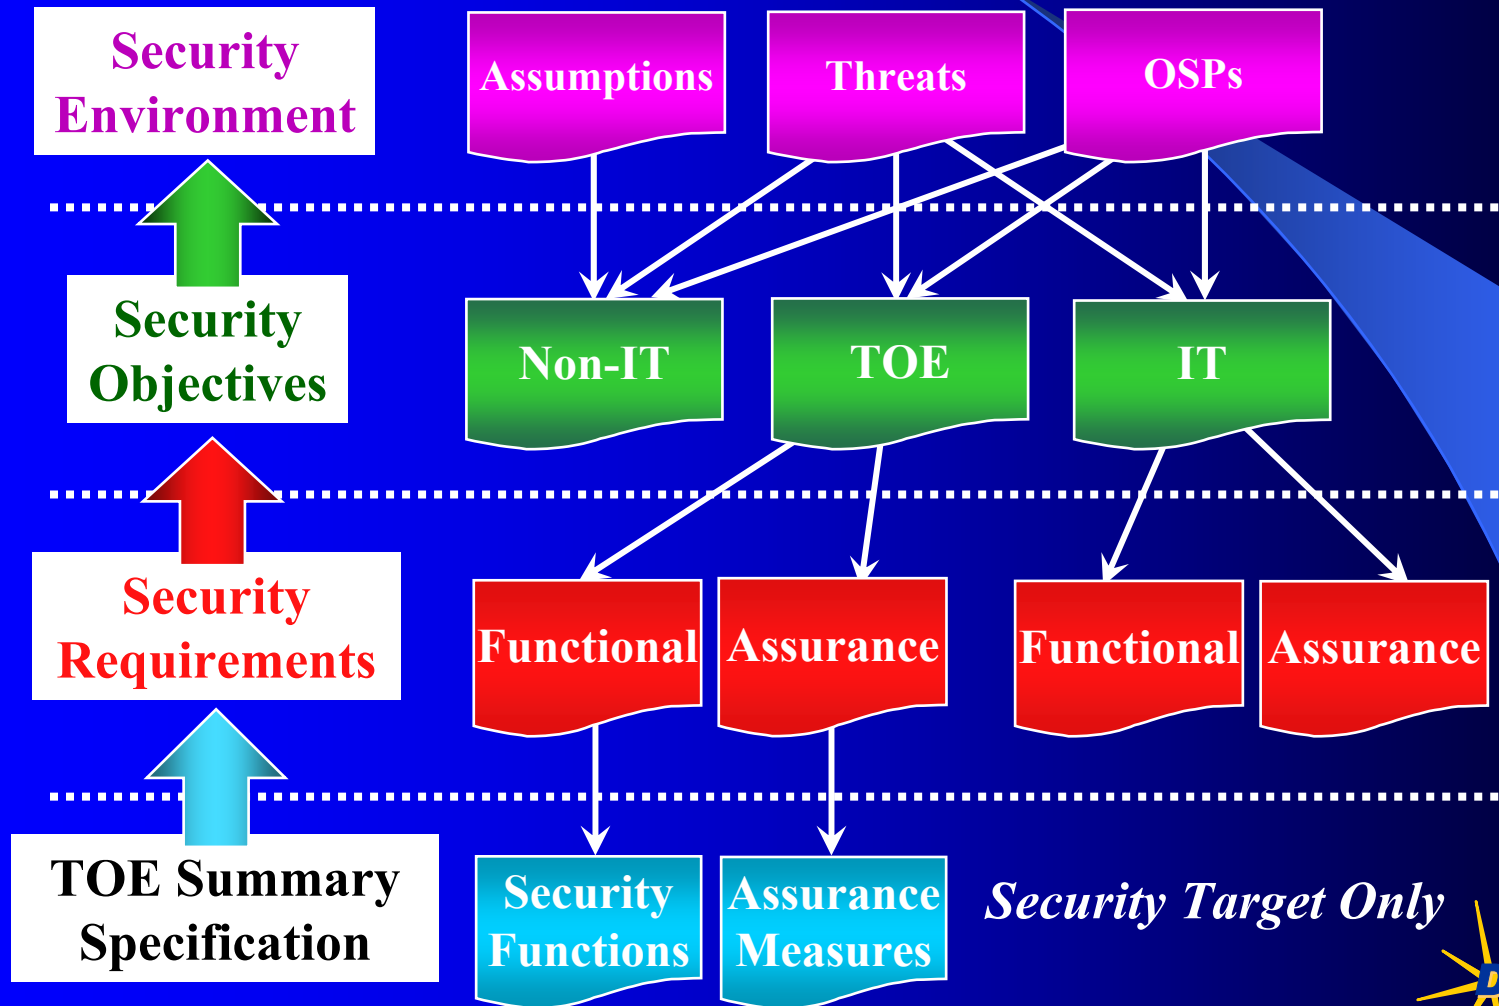 Security
Environment
Assumptions
Threats
OSPs
Security
Objectives
Non-IT
TOE
IT
Security
Requirements
Functional
Assurance
Functional
Assurance
TOE Summary
Specification
Security
Functions
Assurance
Measures
Security Target Only